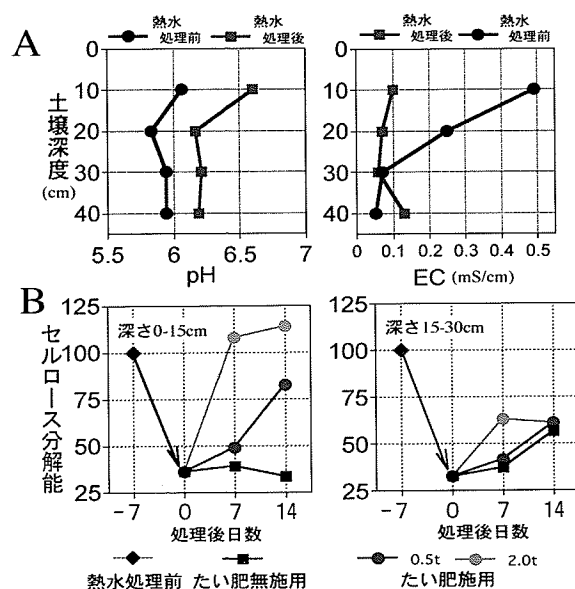 A
熱水処理前 熱水処理後
熱水処理後 熱水処理前
土壌深度
(cm)
0
10
20
30
40
5.5 6 6.5 7
pH
0
10
20
30
40
0 0.1 0.2 0.3 0.4 0.5
EC (mS/cm)
B
セルロース分解能
深さ0-15cm
125
100
75
50
25
-7 0 7 14
処理後日数
深さ15-30cm
125
100
75
50
25
-7 0 7 14
処理後日数
熱水処理前 たい肥無施用
0.5t 2.0t
たい肥施用